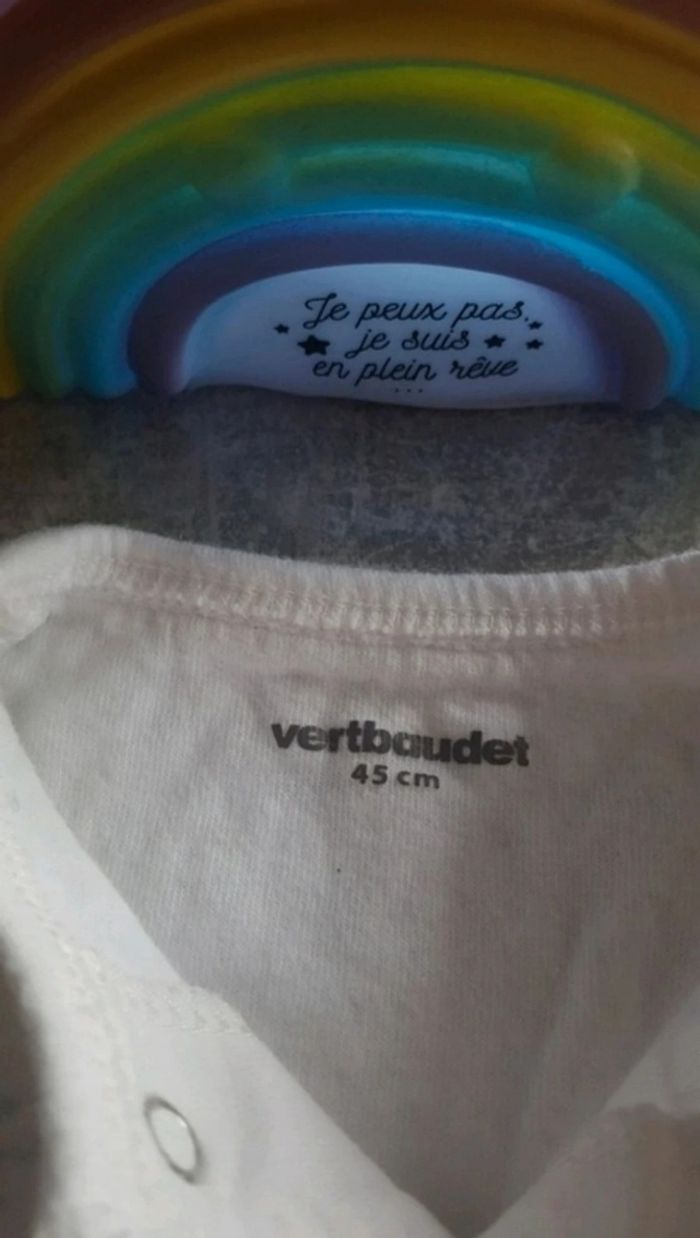 Je peux pas..
je suis
en plein rêve
...
vertbaudet
45 cm